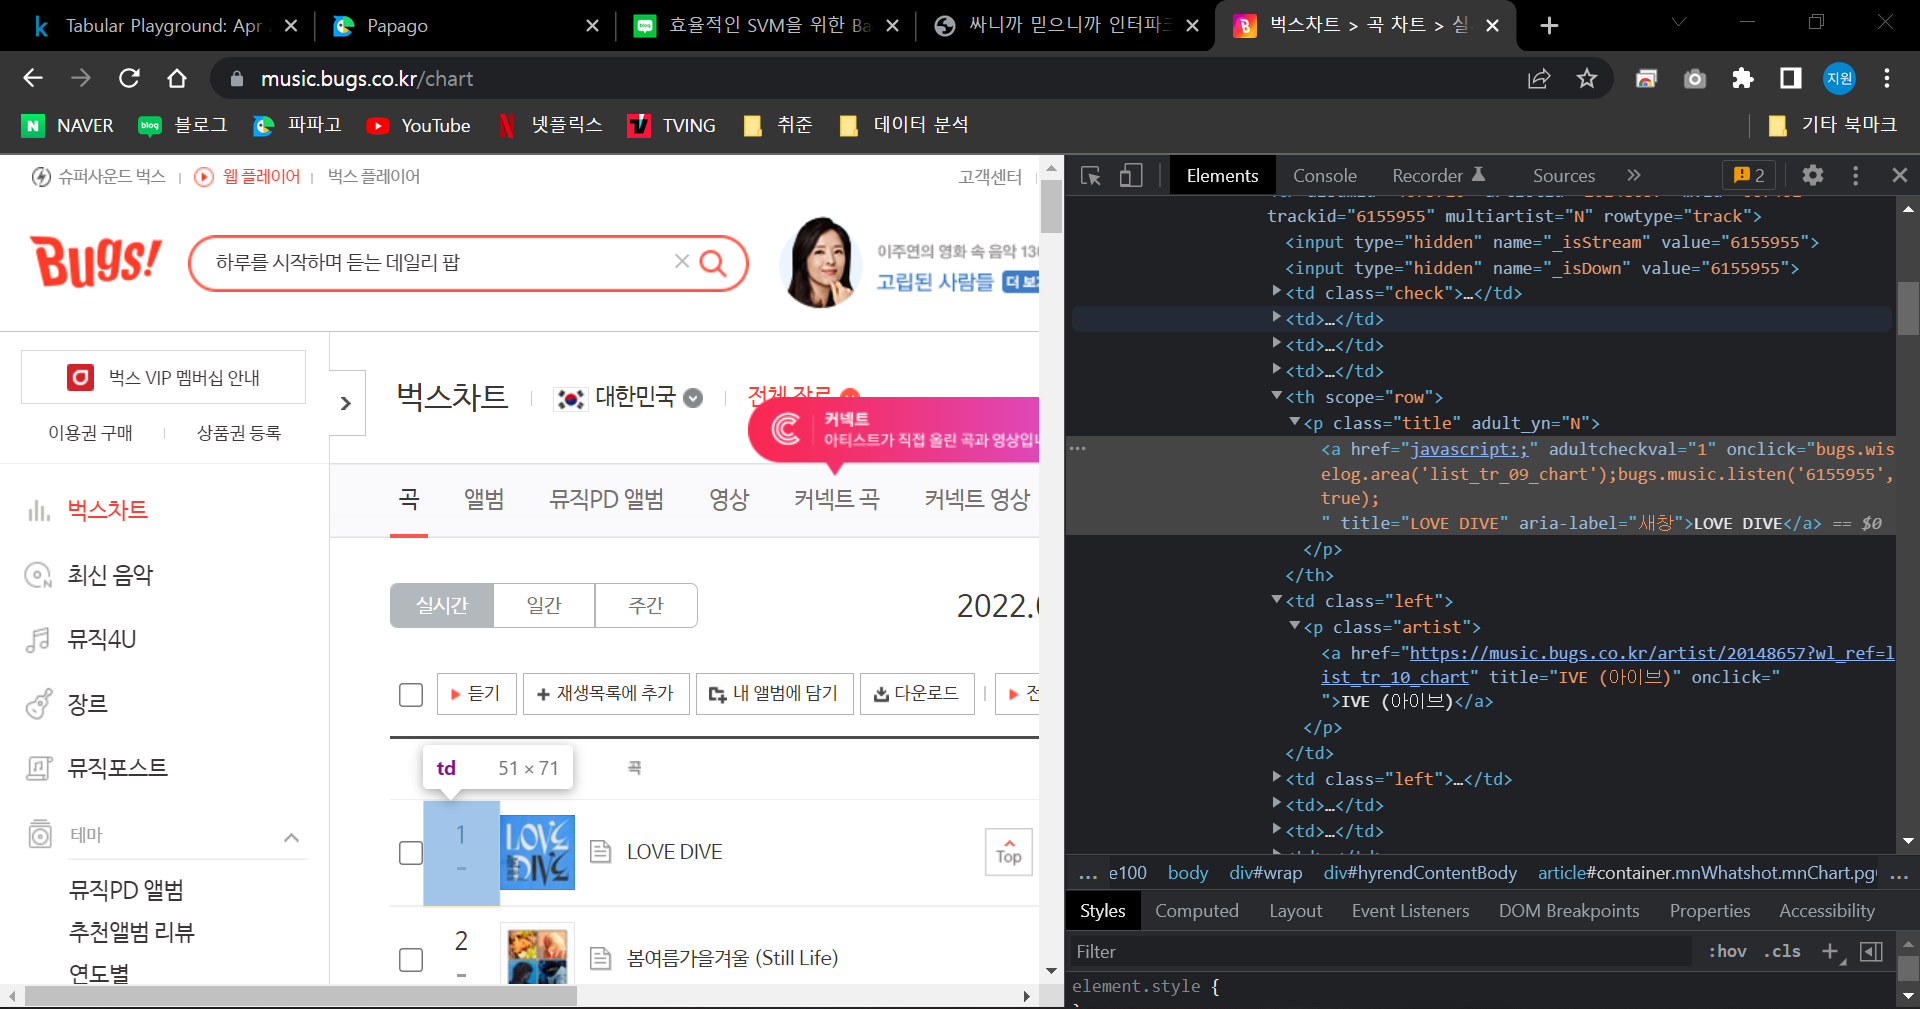 Tabular Playground: Apr
Papago
효율적인 SVM을 위한 Ba
싸니까 믿으니까 인터파크
벅스차트 > 곡 차트 > 실
music.bugs.co.kr/chart
지원
NAVER
블로그
파파고
YouTube
넷플릭스
TVING
취준
데이터 분석
기타 북마크
슈퍼사운드 벅스
웹 플레이어
벅스 플레이어
고객센터
Bugs!
하루를 시작하며 듣는 데일리 팝
이주연의 영화 속 음악 130
고립된 사람들
더 보기
벅스 VIP 멤버십 안내
이용권 구매
상품권 등록
벅스차트
대한민국
전체 장르
커넥트
아티스트가 직접 올린 곡과 영상입니
벅스차트
최신 음악
뮤직4U
장르
뮤직포스트
테마
뮤직PD 앨범
추천앨범 리뷰
연도별
곡
앨범
뮤직PD 앨범
영상
커넥트 곡
커넥트 영상
실시간
일간
주간
2022.
듣기
재생목록에 추가
내 앨범에 담기
다운로드
td 51 × 71
곡
1
LOVE DIVE
Top
2
봄여름가을겨울 (Still Life)
Elements
Console
Recorder
Sources
2
trackid="6155955" multiartist="N" rowtype="track">
<input type="hidden" name="_isStream" value="6155955">
<input type="hidden" name="_isDown" value="6155955">
<td class="check">…</td>
<td>…</td>
<td>…</td>
<td>…</td>
<th scope="row">
<p class="title" adult_yn="N">
<a href="javascript:;" adultcheckval="1" onclick="bugs.wis
elog.area('list_tr_09_chart');bugs.music.listen('6155955',
true);
" title="LOVE DIVE" aria-label="새창">LOVE DIVE</a> == $0
</p>
</th>
<td class="left">
<p class="artist">
<a href="https://music.bugs.co.kr/artist/20148657?wl_ref=l
ist_tr_10_chart" title="IVE (아이브)" onclick="
">IVE (아이브)</a>
</p>
</td>
<td class="left">…</td>
<td>…</td>
<td>…</td>
… e100 body div#wrap div#hyrendContentBody article#container.mnWhatshot.mnChart.pg …
Styles
Computed
Layout
Event Listeners
DOM Breakpoints
Properties
Accessibility
Filter
:hov .cls
element.style {